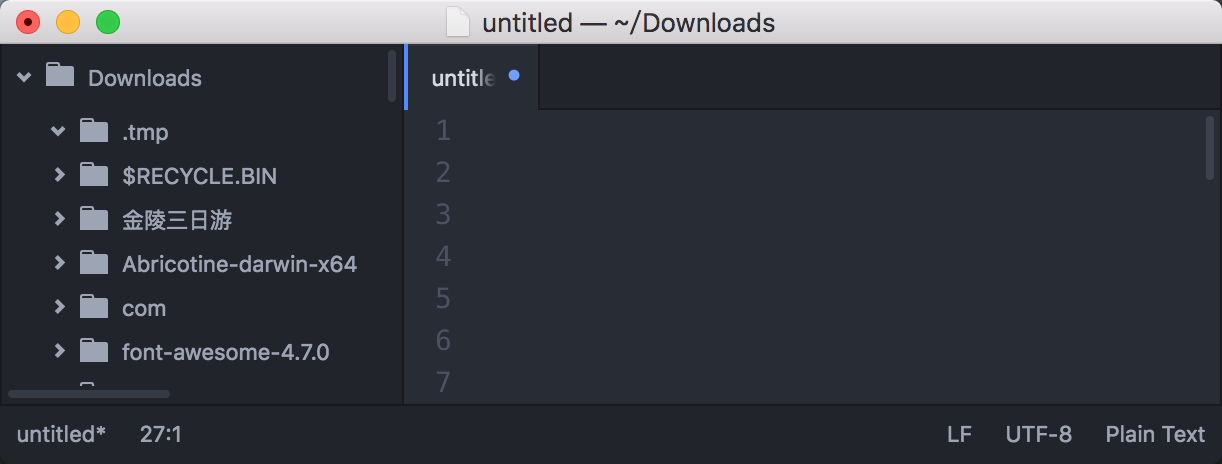 untitled — ~/Downloads
Downloads
.tmp
$RECYCLE.BIN
金陵三日游
Abricotine-darwin-x64
com
font-awesome-4.7.0
untitle
1
2
3
4
5
6
7
untitled* 27:1 LF UTF-8 Plain Text